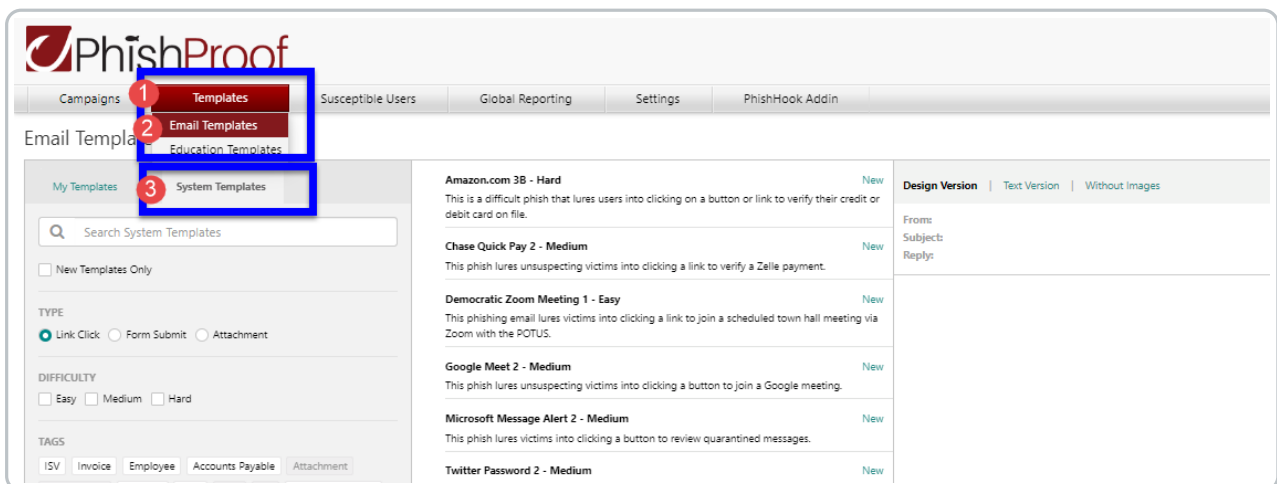 PhishProof
Campaigns 1 Templates Susceptible Users Global Reporting Settings PhishHook Addin
2 Email Templates
Education Templates
Email Templa
My Templates 3 System Templates
Search System Templates
New Templates Only
TYPE
Link Click Form Submit Attachment
DIFFICULTY
Easy Medium Hard
TAGS
ISV Invoice Employee Accounts Payable Attachment
Amazon.com 3B - Hard New
This is a difficult phish that lures users into clicking on a button or link to verify their credit or
debit card on file.
Chase Quick Pay 2 - Medium New
This phish lures unsuspecting victims into clicking a link to verify a Zelle payment.
Democratic Zoom Meeting 1 - Easy New
This phishing email lures victims into clicking a link to join a scheduled town hall meeting via
Zoom with the POTUS.
Google Meet 2 - Medium New
This phish lures unsuspecting victims into clicking a button to join a Google meeting.
Microsoft Message Alert 2 - Medium New
This phish lures victims into clicking a button to review quarantined messages.
Twitter Password 2 - Medium New
Design Version | Text Version | Without Images
From:
Subject:
Reply: